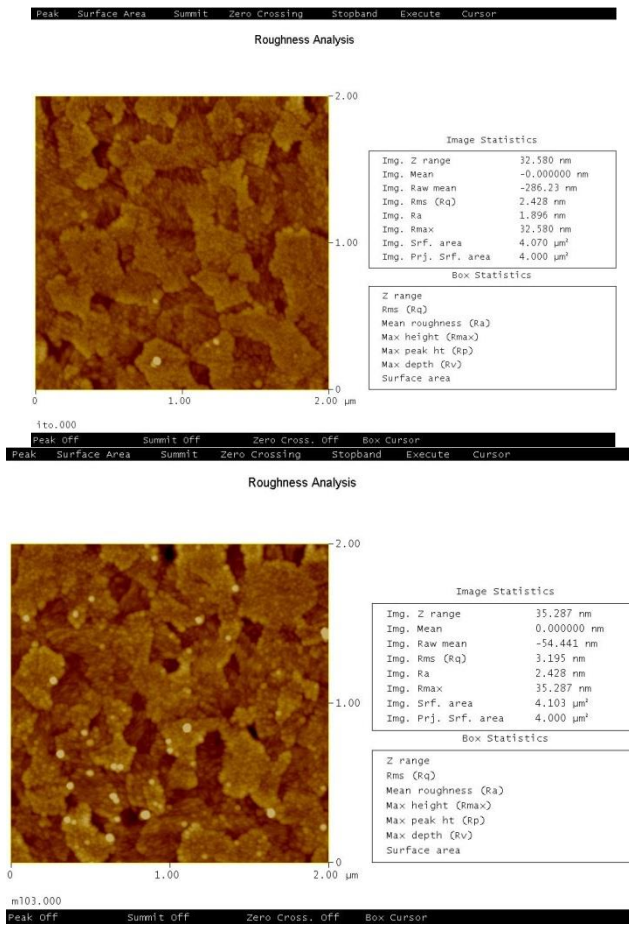 Peak Surface Area Summit Zero Crossing Stopband Execute Cursor
Roughness Analysis
2.00
1.00
0
0 1.00 2.00 µm
Image Statistics
Img. Z range 32.580 nm
Img. Mean -0.000000 nm
Img. Raw mean -286.23 nm
Img. Rms (Rq) 2.428 nm
Img. Ra 1.896 nm
Img. Rmax 32.580 nm
Img. Srf. area 4.070 µm²
Img. Prj. Srf. area 4.000 µm²
Box Statistics
Z range
Rms (Rq)
Mean roughness (Ra)
Max height (Rmax)
Max peak ht (Rp)
Max depth (Rv)
Surface area
ito.000
Peak Off Summit Off Zero Cross. Off Box Cursor
Peak Surface Area Summit Zero Crossing Stopband Execute Cursor
Roughness Analysis
2.00
1.00
0
0 1.00 2.00 µm
Image Statistics
Img. Z range 35.287 nm
Img. Mean 0.000000 nm
Img. Raw mean -54.441 nm
Img. Rms (Rq) 3.195 nm
Img. Ra 2.428 nm
Img. Rmax 35.287 nm
Img. Srf. area 4.103 µm²
Img. Prj. Srf. area 4.000 µm²
Box Statistics
Z range
Rms (Rq)
Mean roughness (Ra)
Max height (Rmax)
Max peak ht (Rp)
Max depth (Rv)
Surface area
m103.000
Peak Off Summit Off Zero Cross. Off Box Cursor